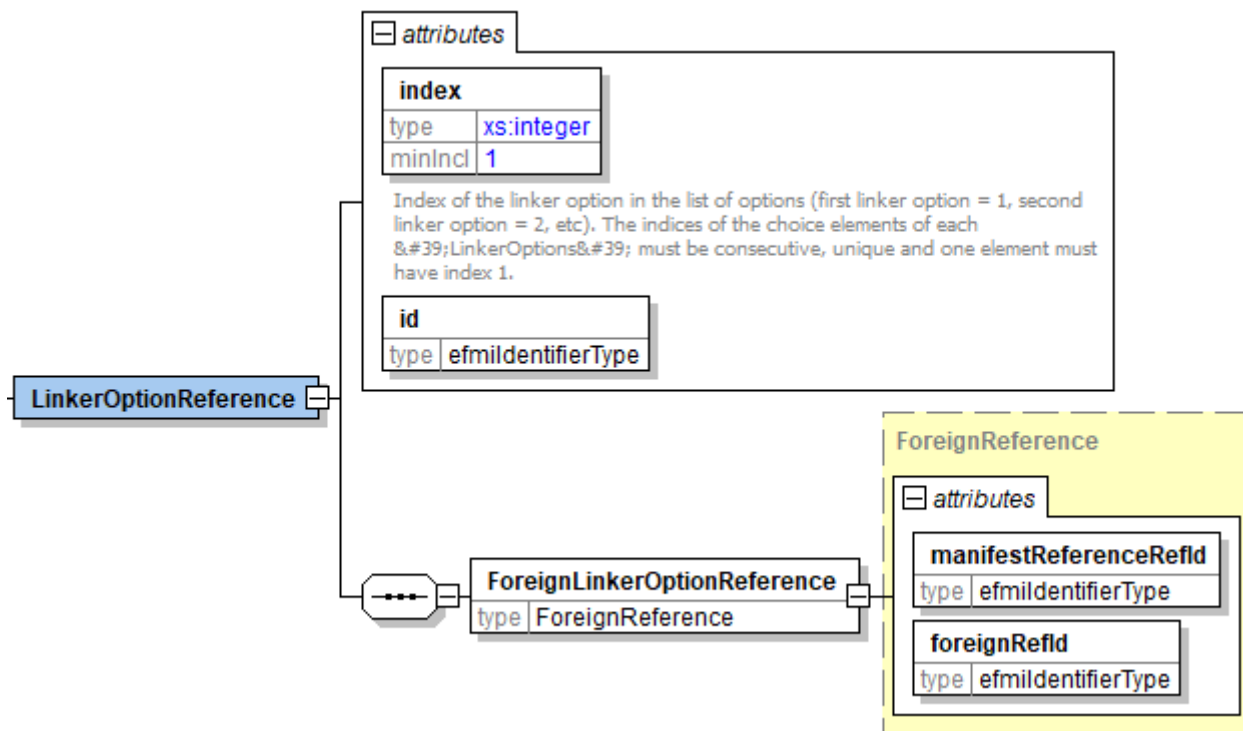 attributes
index
type xs:integer
minIncl 1
Index of the linker option in the list of options (first linker option = 1, second
linker option = 2, etc). The indices of the choice elements of each
&#39;LinkerOptions&#39; must be consecutive, unique and one element must
have index 1.
id
type efmiIdentifierType
LinkerOptionReference
ForeignReference
attributes
manifestReferenceRefId
type efmiIdentifierType
ForeignLinkerOptionReference
type ForeignReference
foreignRefId
type efmiIdentifierType